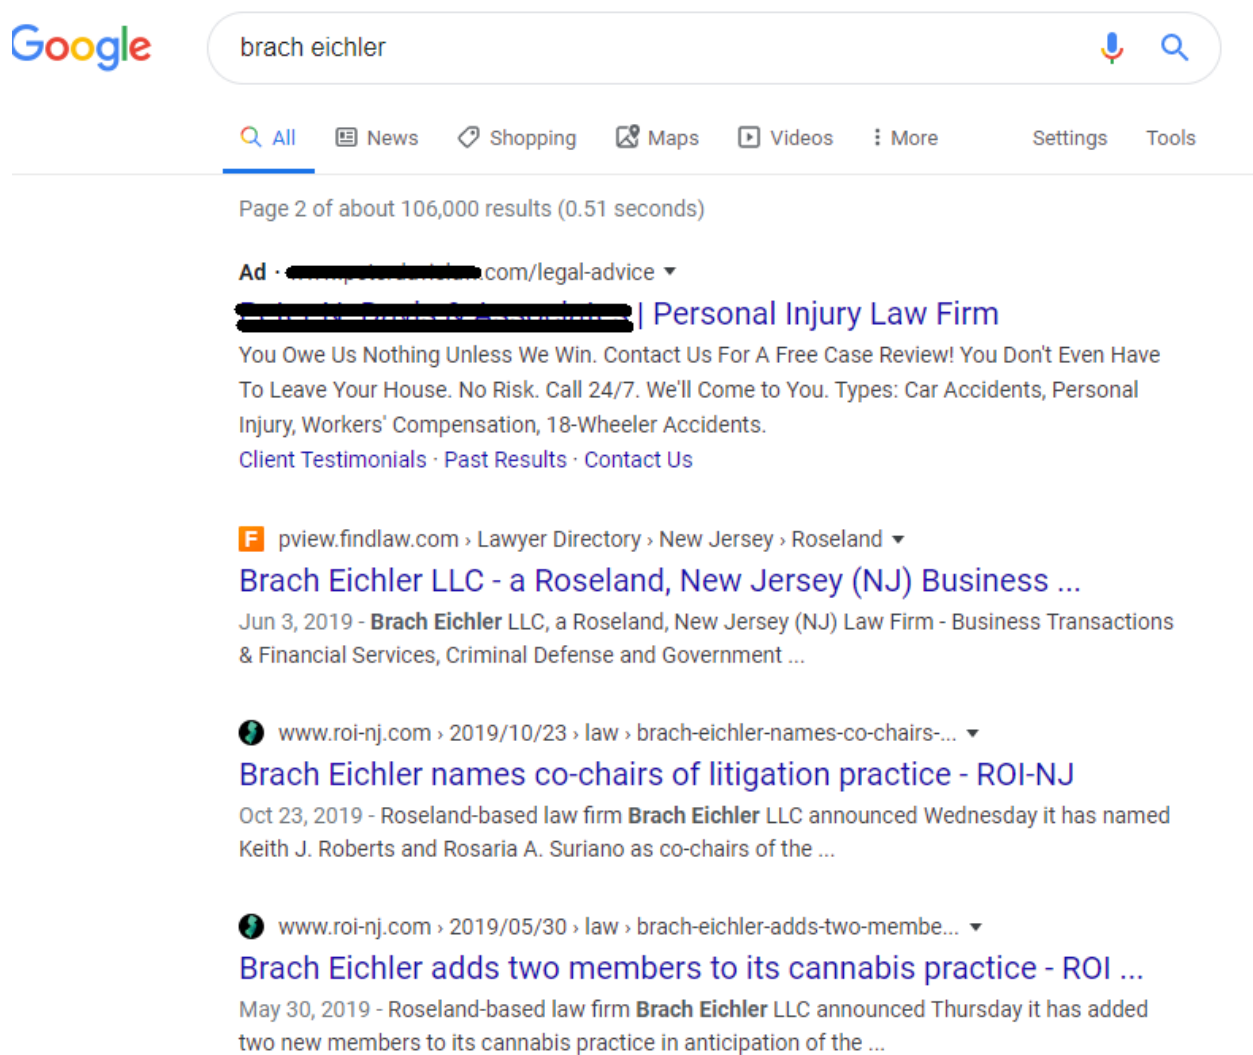 Google
brach eichler
All News Shopping Maps Videos More Settings Tools
Page 2 of about 106,000 results (0.51 seconds)
Ad · .com/legal-advice
| Personal Injury Law Firm
You Owe Us Nothing Unless We Win. Contact Us For A Free Case Review! You Don't Even Have
To Leave Your House. No Risk. Call 24/7. We'll Come to You. Types: Car Accidents, Personal
Injury, Workers' Compensation, 18-Wheeler Accidents.
Client Testimonials · Past Results · Contact Us
F pview.findlaw.com › Lawyer Directory › New Jersey › Roseland
Brach Eichler LLC - a Roseland, New Jersey (NJ) Business ...
Jun 3, 2019 - Brach Eichler LLC, a Roseland, New Jersey (NJ) Law Firm - Business Transactions
& Financial Services, Criminal Defense and Government ...
www.roi-nj.com › 2019/10/23 › law › brach-eichler-names-co-chairs-...
Brach Eichler names co-chairs of litigation practice - ROI-NJ
Oct 23, 2019 - Roseland-based law firm Brach Eichler LLC announced Wednesday it has named
Keith J. Roberts and Rosaria A. Suriano as co-chairs of the ...
www.roi-nj.com › 2019/05/30 › law › brach-eichler-adds-two-membe...
Brach Eichler adds two members to its cannabis practice - ROI ...
May 30, 2019 - Roseland-based law firm Brach Eichler LLC announced Thursday it has added
two new members to its cannabis practice in anticipation of the ...